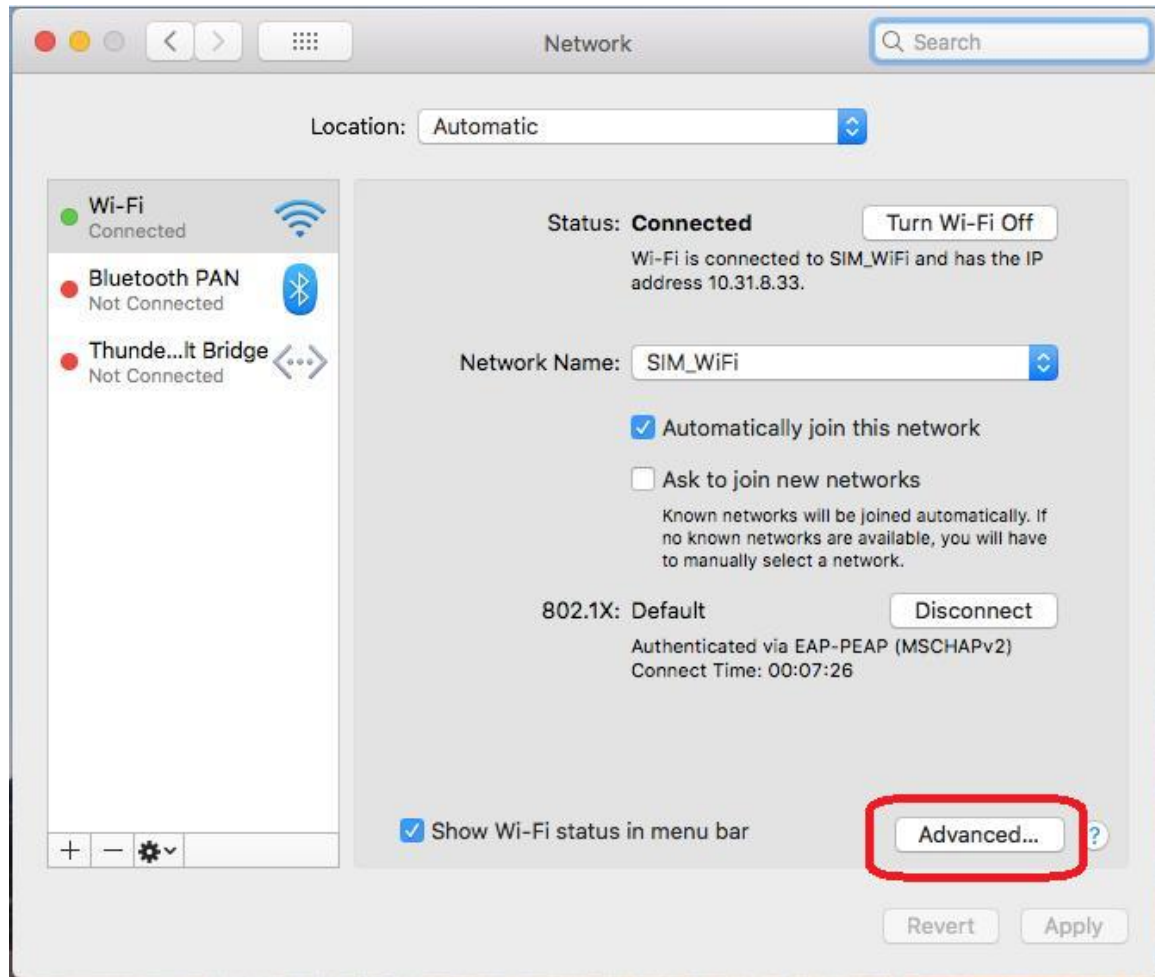 Network
Search
Location: Automatic
Wi-Fi
Connected
Bluetooth PAN
Not Connected
Thunde...lt Bridge
Not Connected
Status: Connected
Turn Wi-Fi Off
Wi-Fi is connected to SIM_WiFi and has the IP
address 10.31.8.33.
Network Name: SIM_WiFi
Automatically join this network
Ask to join new networks
Known networks will be joined automatically. If
no known networks are available, you will have
to manually select a network.
802.1X: Default
Disconnect
Authenticated via EAP-PEAP (MSCHAPv2)
Connect Time: 00:07:26
Show Wi-Fi status in menu bar
Advanced...
?
Revert
Apply